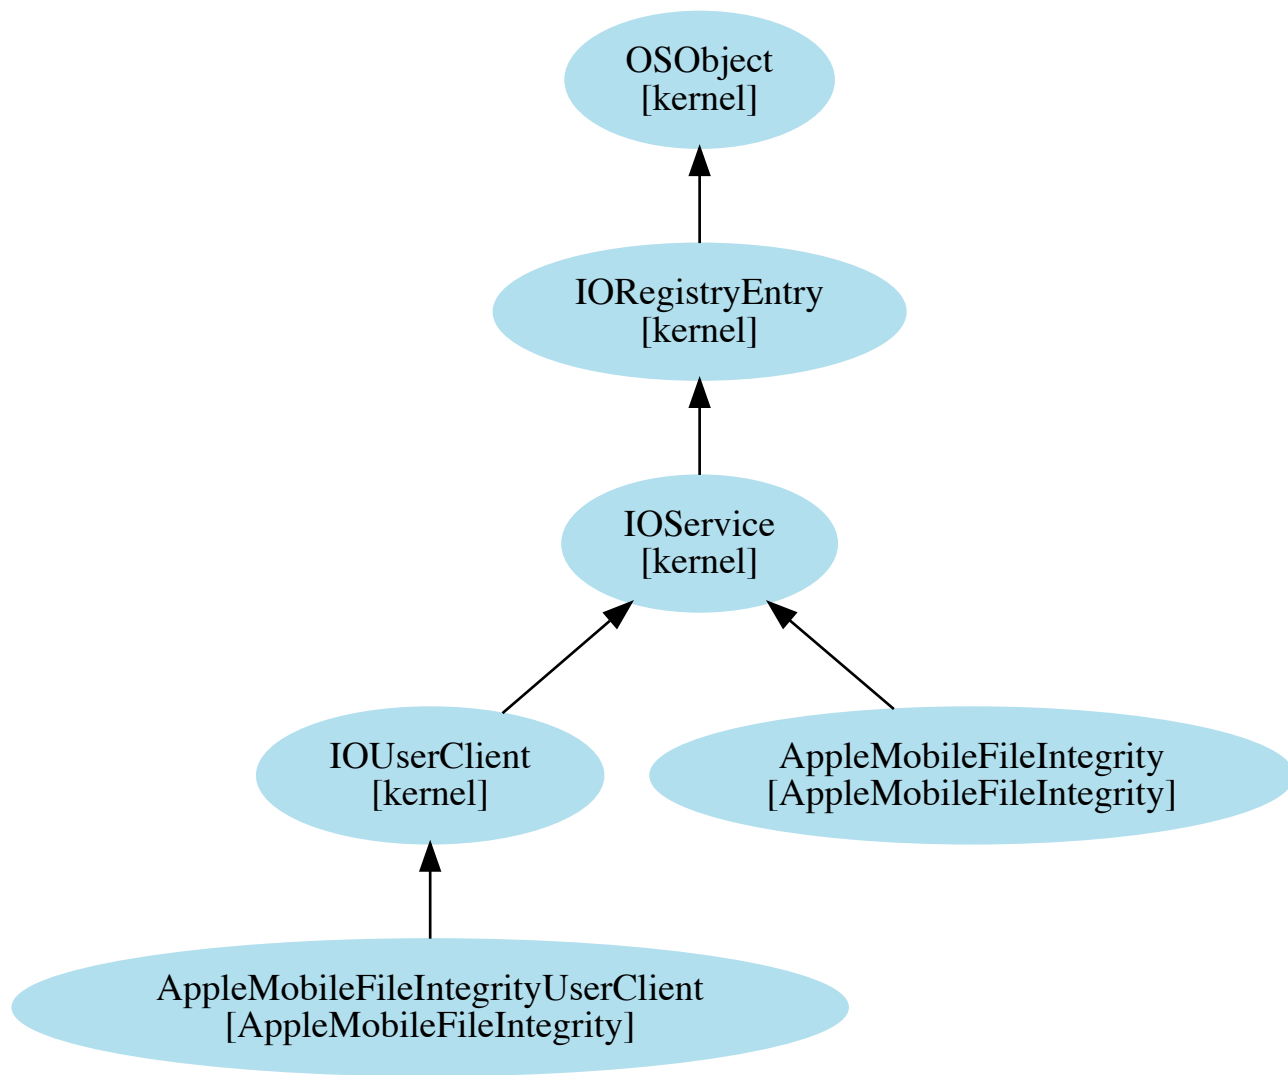 OSObject
[kernel]
IORegistryEntry
[kernel]
IOService
[kernel]
IOUserClient
[kernel]
AppleMobileFileIntegrity
[AppleMobileFileIntegrity]
AppleMobileFileIntegrityUserClient
[AppleMobileFileIntegrity]